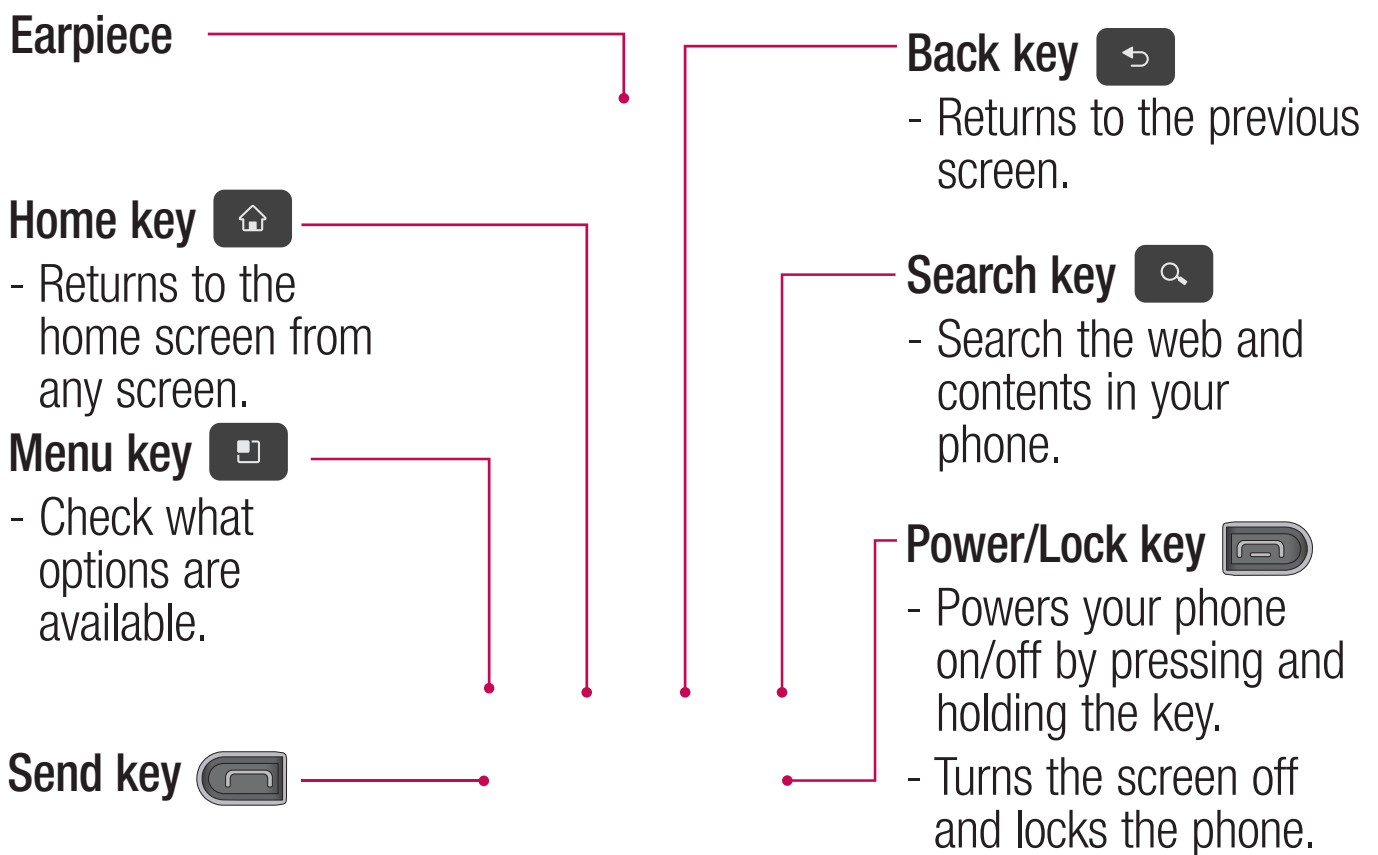 Earpiece
Home key
- Returns to the
home screen from
any screen.
Menu key
- Check what
options are
available.
Send key
Back key
- Returns to the previous
screen.
Search key
- Search the web and
contents in your
phone.
Power/Lock key
- Powers your phone
on/off by pressing and
holding the key.
- Turns the screen off
and locks the phone.